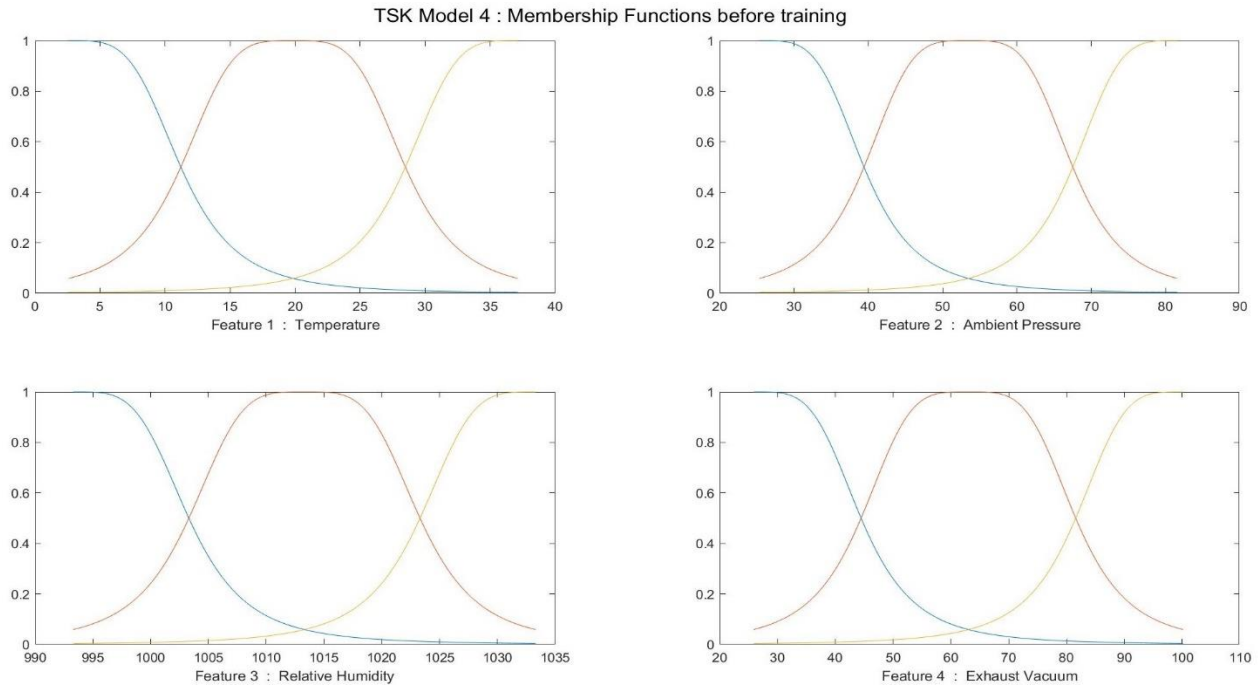 TSK Model 4 : Membership Functions before training
1
0.8
0.6
0.4
0.2
0
0 5 10 15 20 25 30 35 40
Feature 1 : Temperature
1
0.8
0.6
0.4
0.2
0
20 30 40 50 60 70 80 90
Feature 2 : Ambient Pressure
1
0.8
0.6
0.4
0.2
0
990 995 1000 1005 1010 1015 1020 1025 1030 1035
Feature 3 : Relative Humidity
1
0.8
0.6
0.4
0.2
0
20 30 40 50 60 70 80 90 100 110
Feature 4 : Exhaust Vacuum